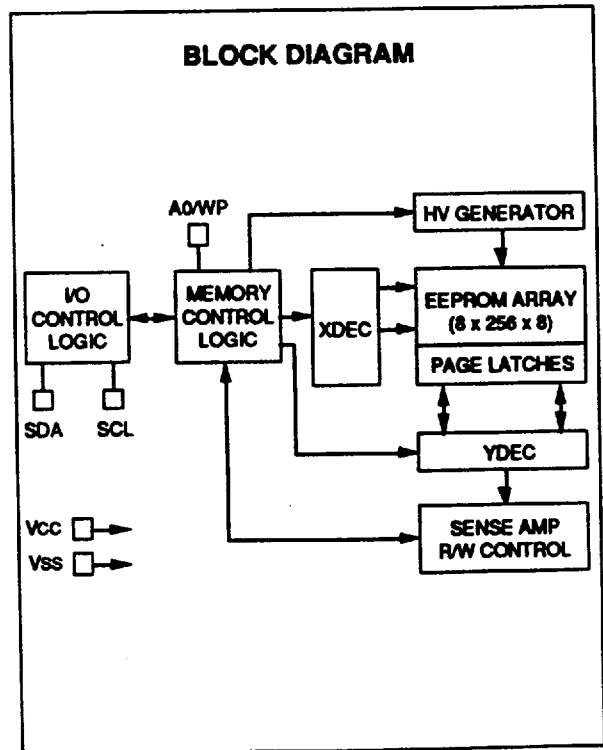 BLOCK DIAGRAM
A0/WP
HV GENERATOR
I/O
CONTROL
LOGIC
MEMORY
CONTROL
LOGIC
XDEC
EEPROM ARRAY
(8 x 256 x 8)
PAGE LATCHES
SDA
SCL
YDEC
VCC
VSS
SENSE AMP
R/W CONTROL